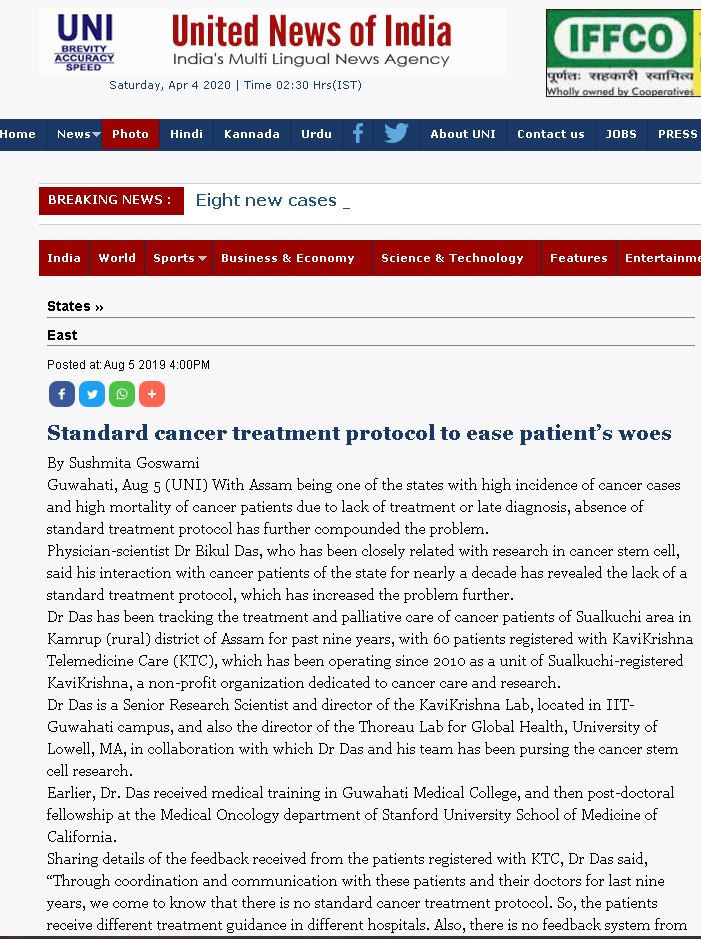 UNI
BREVITY
ACCURACY
SPEED
United News of India
India's Multi Lingual News Agency
Saturday, Apr 4 2020 | Time 02:30 Hrs(IST)
IFFCO
पूर्णतः सहकारी स्वामित्व
Wholly owned by Cooperatives
Home News Photo Hindi Kannada Urdu f About UNI Contact us JOBS PRESS
BREAKING NEWS : Eight new cases _
India World Sports Business & Economy Science & Technology Features Entertainme
States »
East
Posted at: Aug 5 2019 4:00PM
Standard cancer treatment protocol to ease patient’s woes
By Sushmita Goswami
Guwahati, Aug 5 (UNI) With Assam being one of the states with high incidence of cancer cases
and high mortality of cancer patients due to lack of treatment or late diagnosis, absence of
standard treatment protocol has further compounded the problem.
Physician-scientist Dr Bikul Das, who has been closely related with research in cancer stem cell,
said his interaction with cancer patients of the state for nearly a decade has revealed the lack of a
standard treatment protocol, which has increased the problem further.
Dr Das has been tracking the treatment and palliative care of cancer patients of Sualkuchi area in
Kamrup (rural) district of Assam for past nine years, with 60 patients registered with KaviKrishna
Telemedicine Care (KTC), which has been operating since 2010 as a unit of Sualkuchi-registered
KaviKrishna, a non-profit organization dedicated to cancer care and research.
Dr Das is a Senior Research Scientist and director of the KaviKrishna Lab, located in IIT-
Guwahati campus, and also the director of the Thoreau Lab for Global Health, University of
Lowell, MA, in collaboration with which Dr Das and his team has been pursing the cancer stem
cell research.
Earlier, Dr. Das received medical training in Guwahati Medical College, and then post-doctoral
fellowship at the Medical Oncology department of Stanford University School of Medicine of
California.
Sharing details of the feedback received from the patients registered with KTC, Dr Das said,
“Through coordination and communication with these patients and their doctors for last nine
years, we come to know that there is no standard cancer treatment protocol. So, the patients
receive different treatment guidance in different hospitals. Also, there is no feedback system from